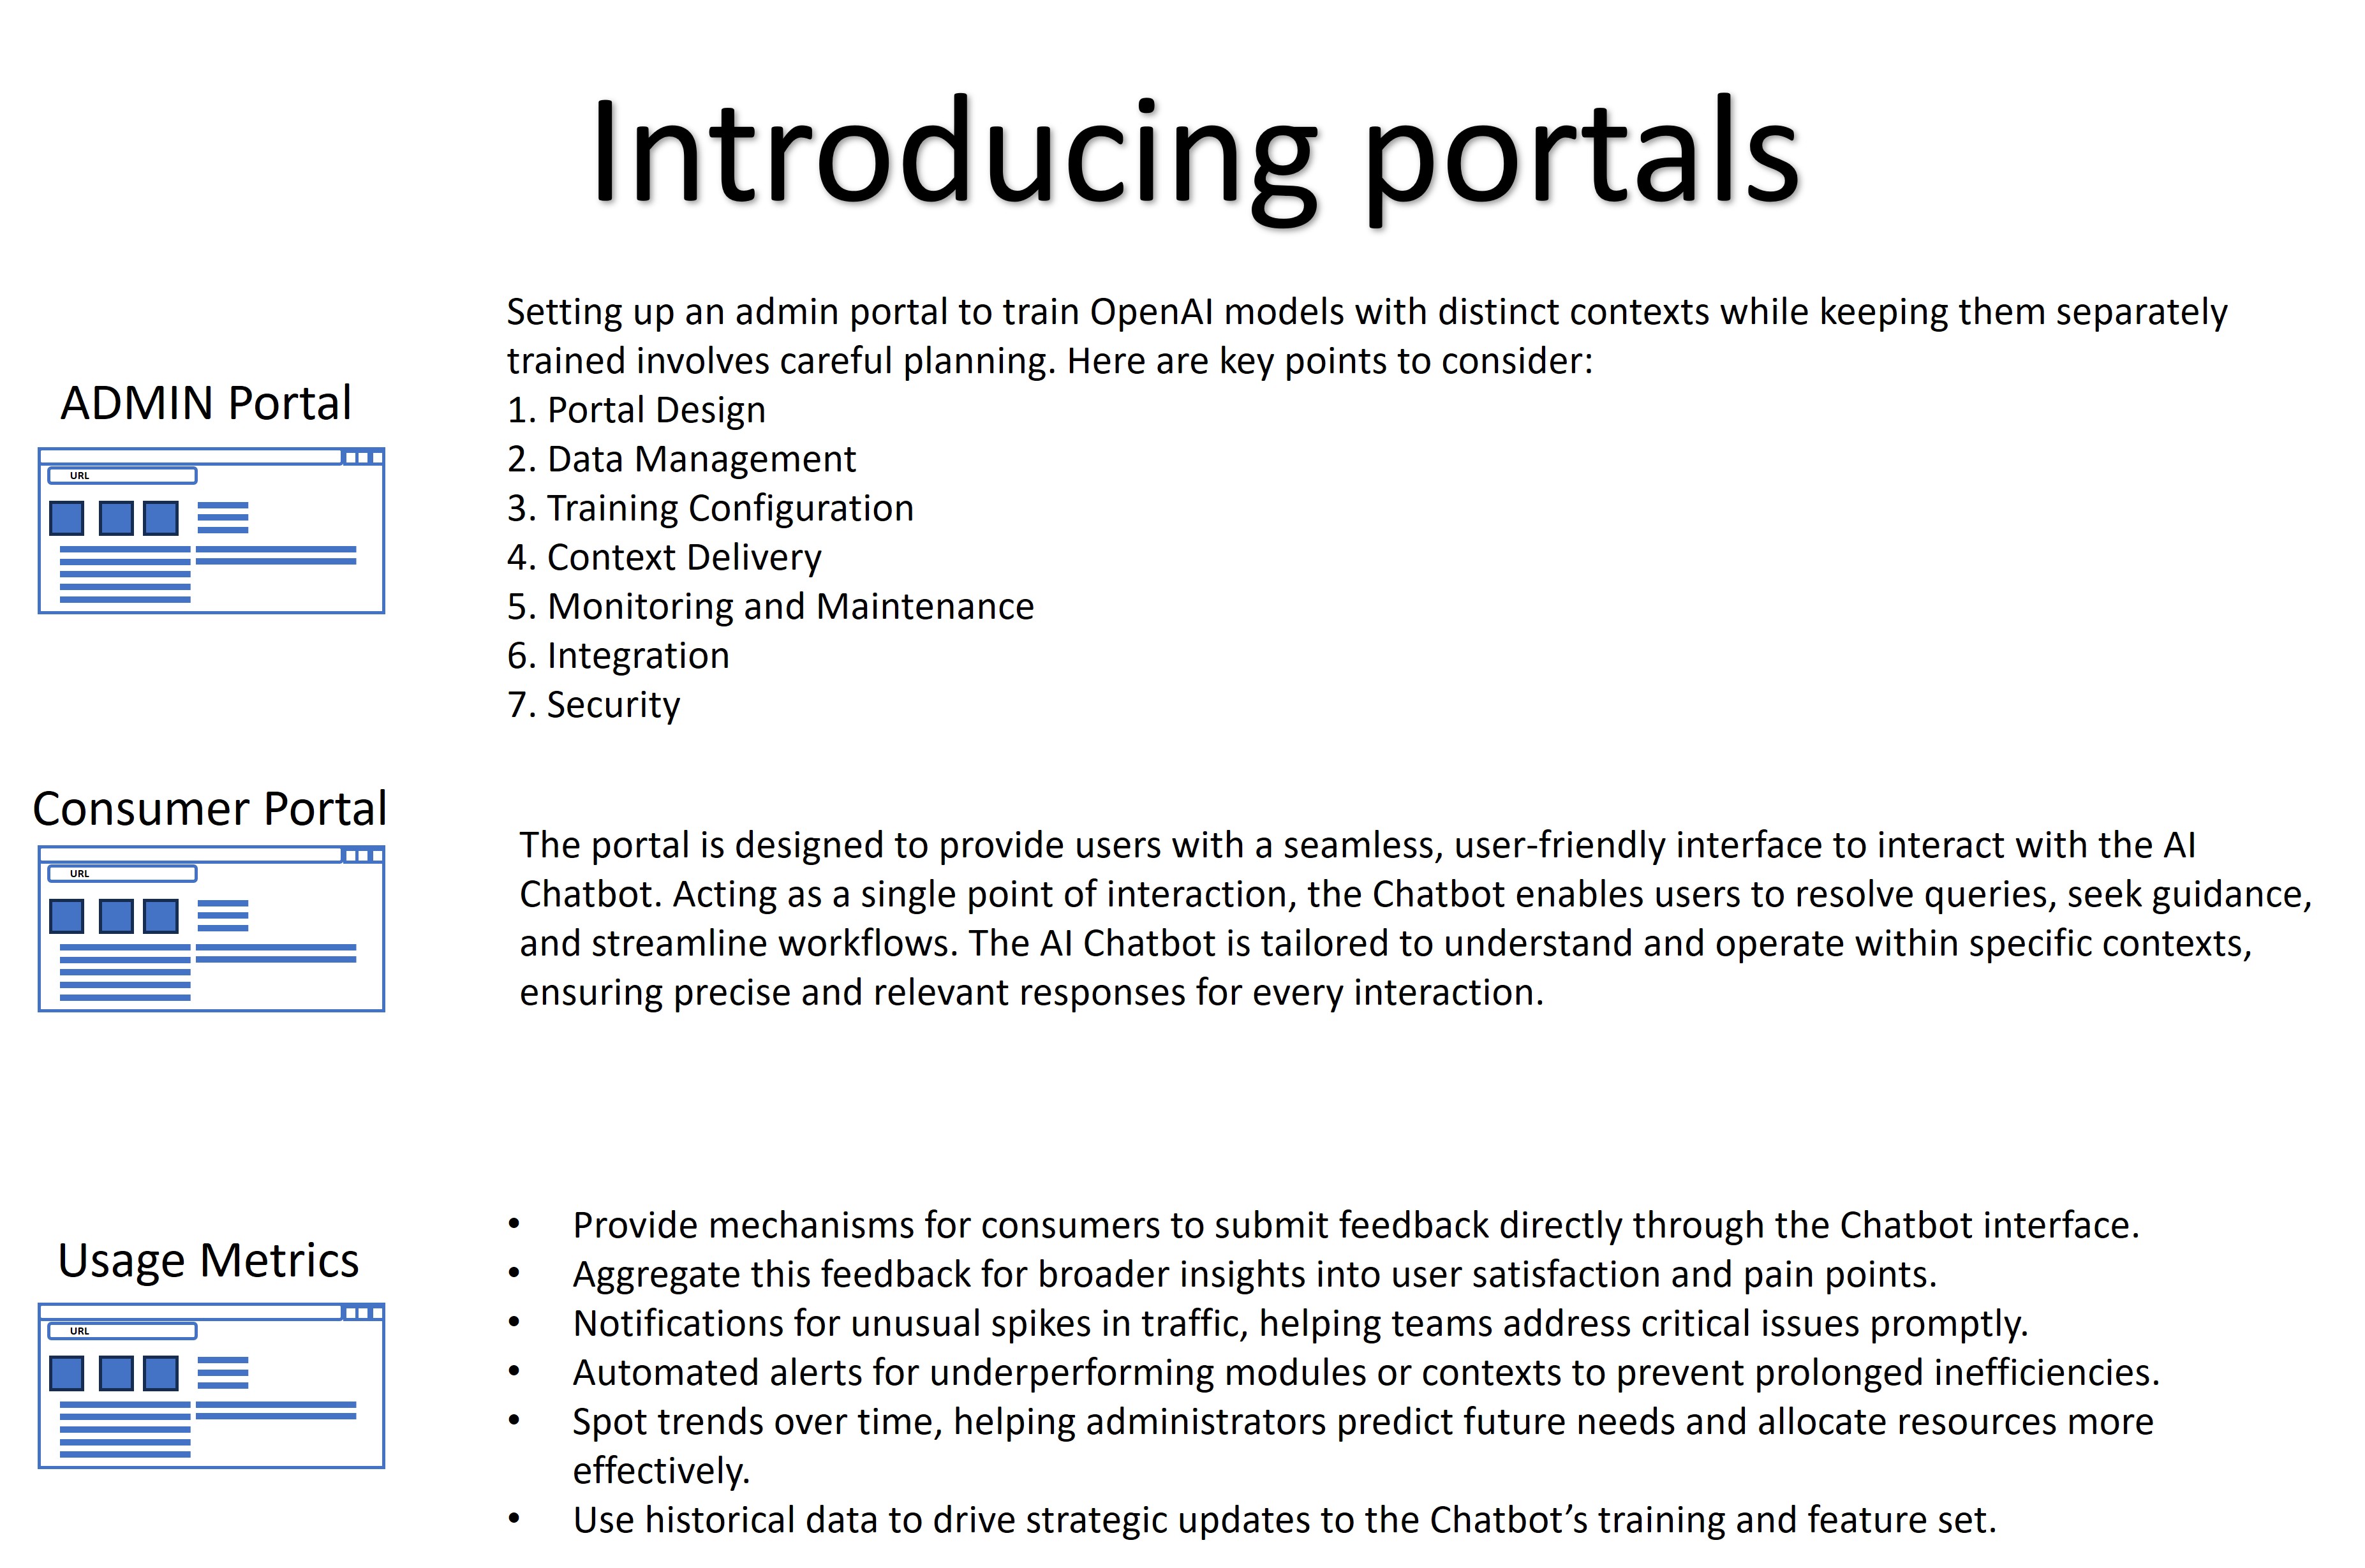 Introducing portals
ADMIN Portal
URL
Setting up an admin portal to train OpenAI models with distinct contexts while keeping them separately
trained involves careful planning. Here are key points to consider:
1. Portal Design
2. Data Management
3. Training Configuration
4. Context Delivery
5. Monitoring and Maintenance
6. Integration
7. Security
Consumer Portal
URL
The portal is designed to provide users with a seamless, user-friendly interface to interact with the AI
Chatbot. Acting as a single point of interaction, the Chatbot enables users to resolve queries, seek guidance,
and streamline workflows. The AI Chatbot is tailored to understand and operate within specific contexts,
ensuring precise and relevant responses for every interaction.
Usage Metrics
URL
• Provide mechanisms for consumers to submit feedback directly through the Chatbot interface.
• Aggregate this feedback for broader insights into user satisfaction and pain points.
• Notifications for unusual spikes in traffic, helping teams address critical issues promptly.
• Automated alerts for underperforming modules or contexts to prevent prolonged inefficiencies.
• Spot trends over time, helping administrators predict future needs and allocate resources more
effectively.
• Use historical data to drive strategic updates to the Chatbot’s training and feature set.